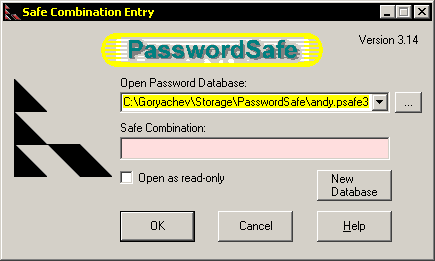 Safe Combination Entry
PasswordSafe
Version 3.14
Open Password Database:
C:\Goryachev\Storage\PasswordSafe\andy.psafe3
...
Safe Combination:
Open as read-only
New
Database
OK
Cancel
Help